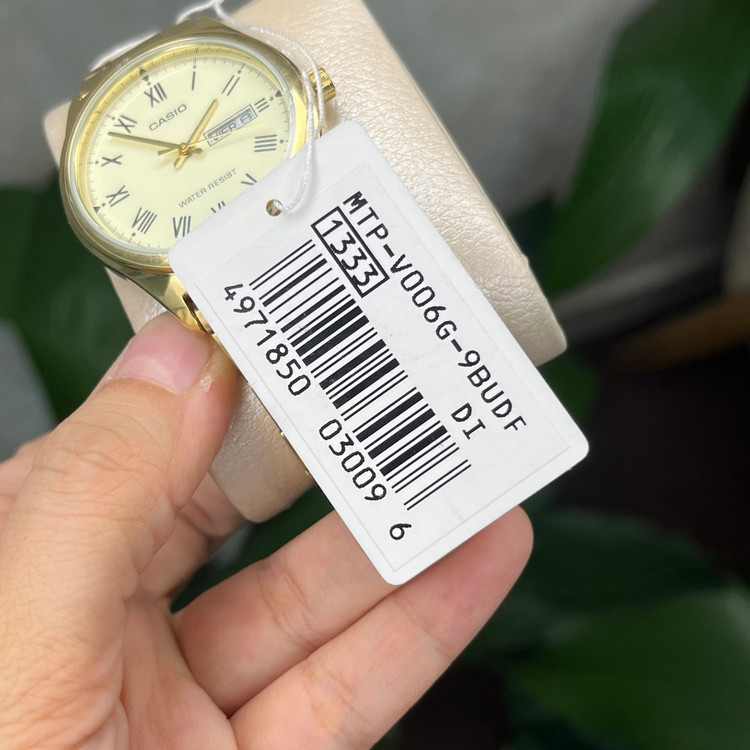 CASIO
WATER RESIST
MTP-V006G-9BUDF
1333
DI
4971850 03009 6